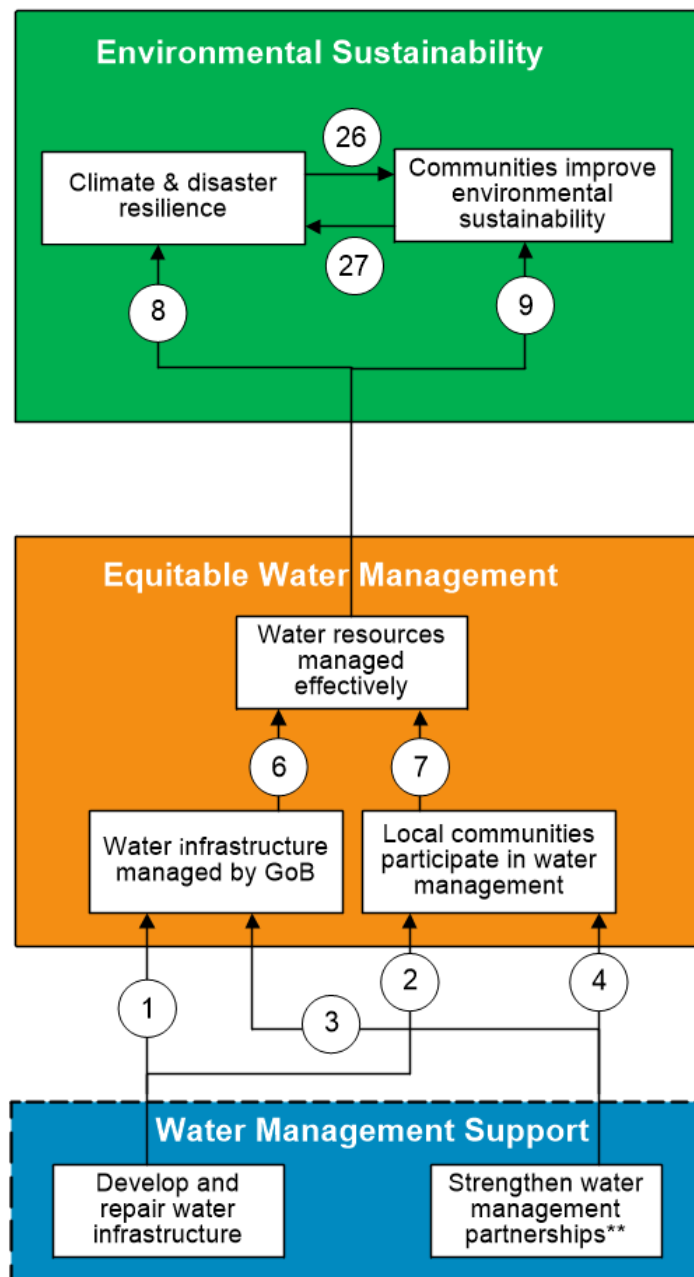 Environmental Sustainability
26
Climate & disaster
resilience
Communities improve
environmental
sustainability
27
8
9
Equitable Water Management
Water resources
managed
effectively
6
7
Water infrastructure
managed by GoB
Local communities
participate in water
management
1
2
3
4
Water Management Support
Develop and
repair water
infrastructure
Strengthen water
management
partnerships**